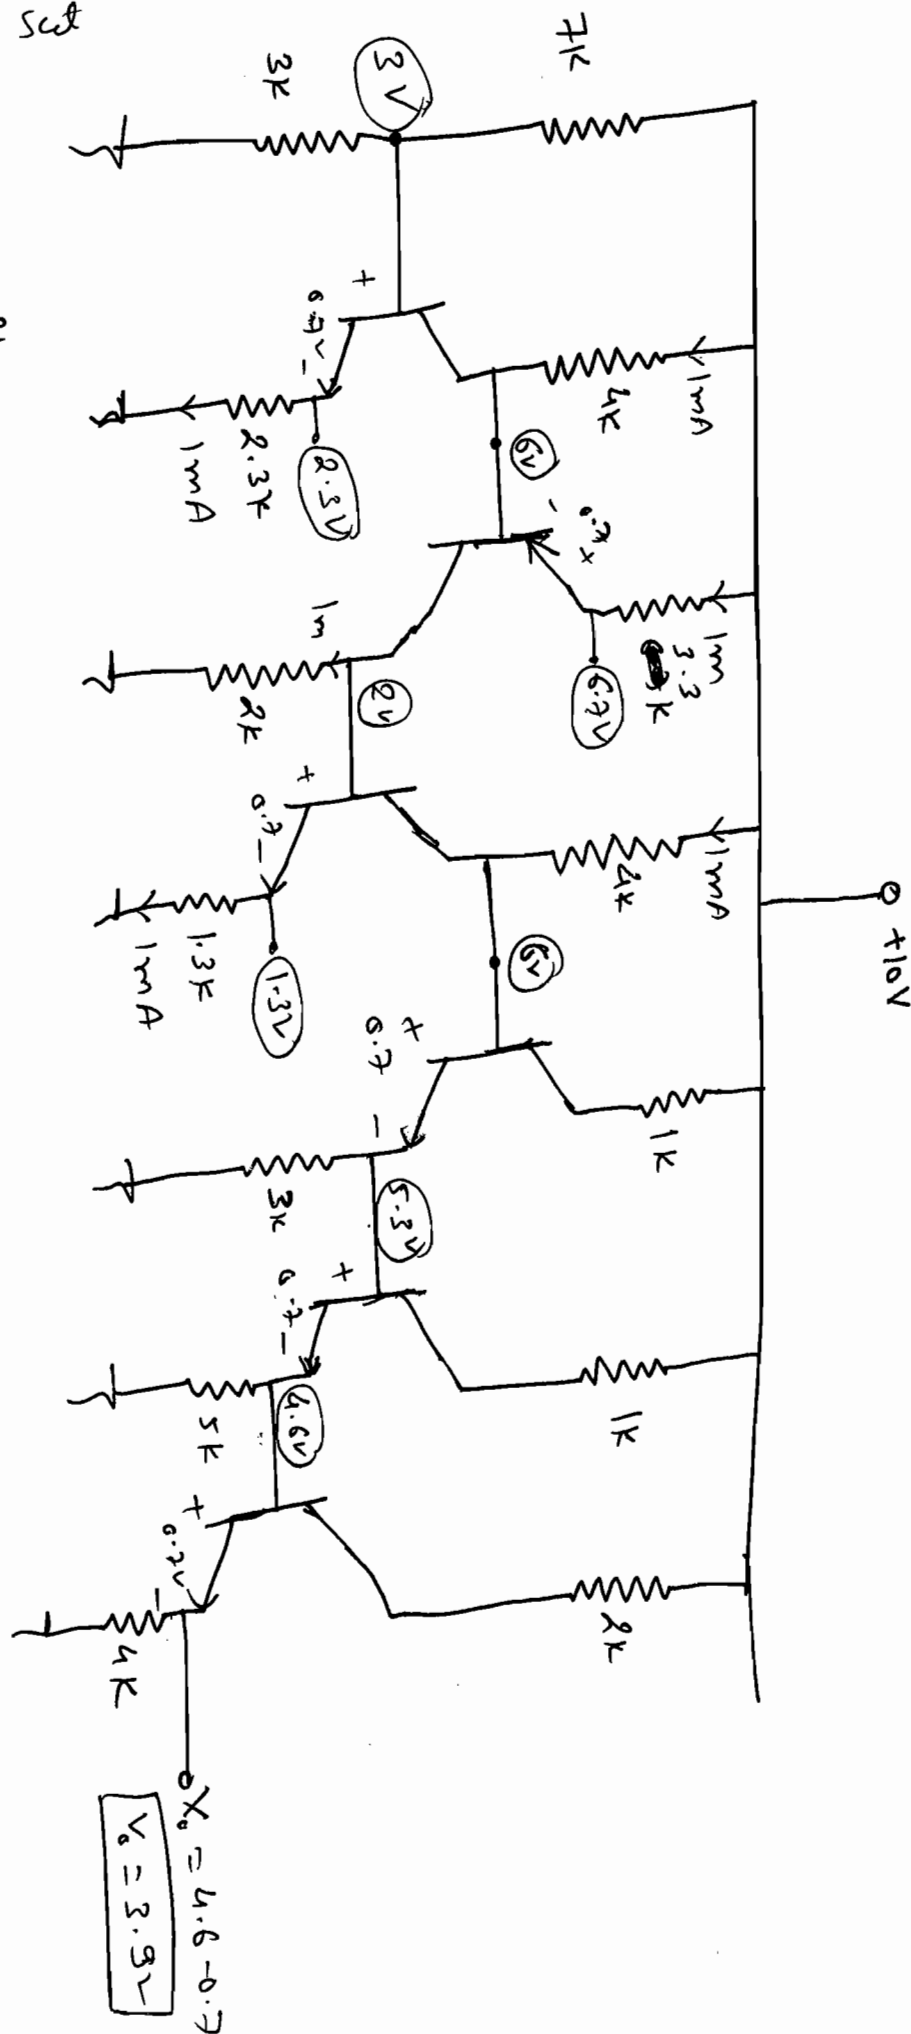 Sect
+10V
7K
3K
3 V
1mA
4K
+
0.7V
-
2.3V
2.3K
1mA
6V
-
0.7
1m
3.3
K
6.7V
1m
2K
2V
+
0.7
-
1.3V
1.3K
1mA
1mA
4K
6V
+
0.7
-
1K
3K
5.3V
+
0.7
-
1K
5K
4.6V
+
0.7V
-
2K
4K
V₀ = 4.6 - 0.7
V₀ = 3.9V